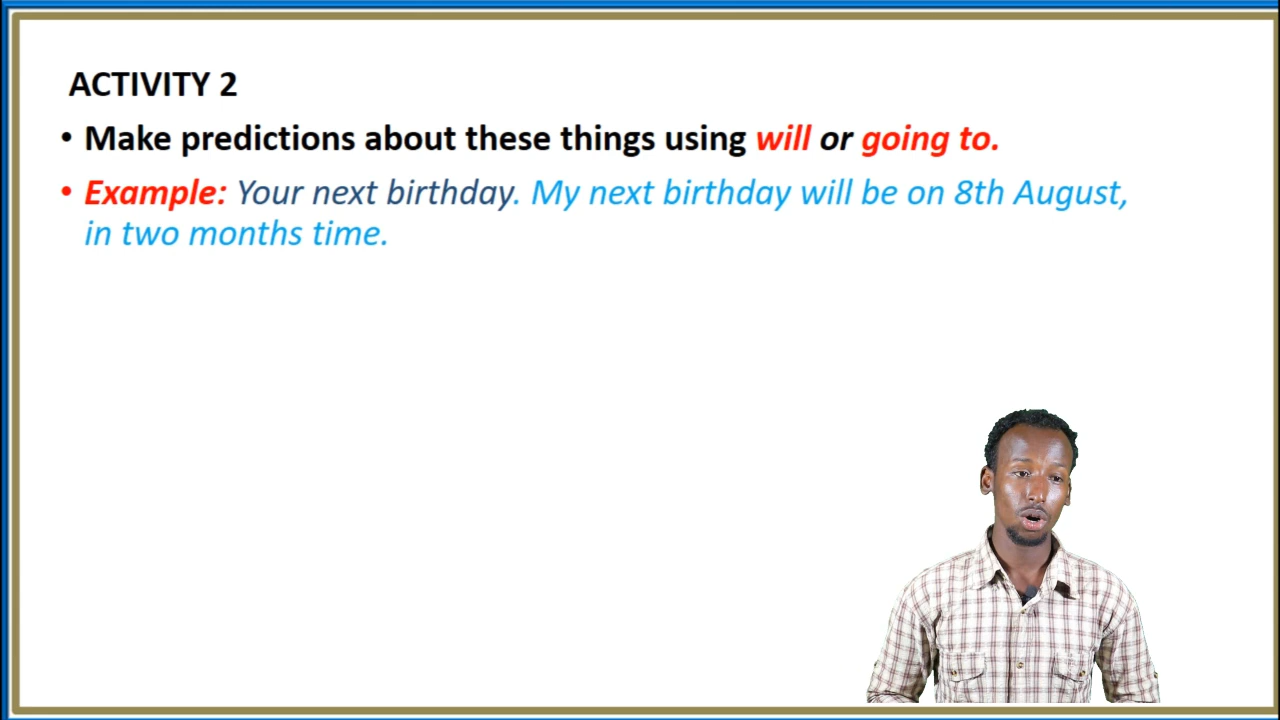 ACTIVITY 2
• Make predictions about these things using will or going to.
• Example: Your next birthday. My next birthday will be on 8th August,
in two months time.